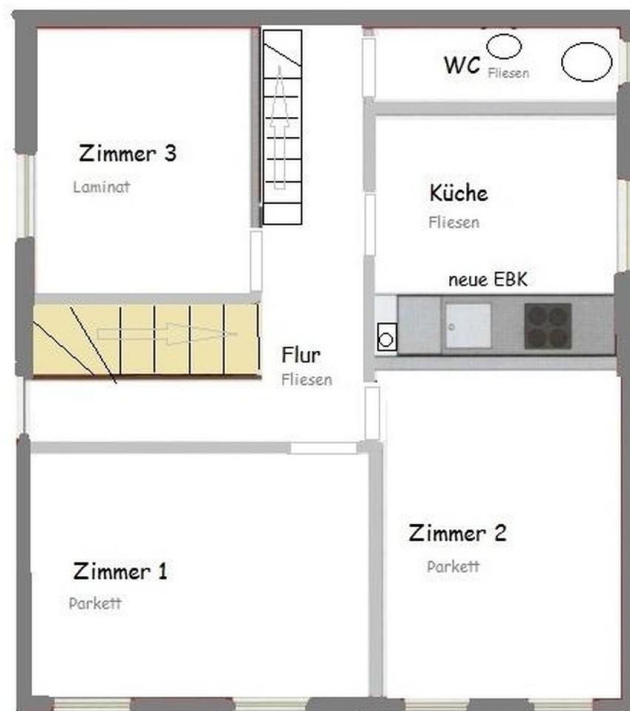 WC Fliesen
Zimmer 3
Laminat
Küche
Fliesen
neue EBK
Flur
Fliesen
Zimmer 2
Parkett
Zimmer 1
Parkett